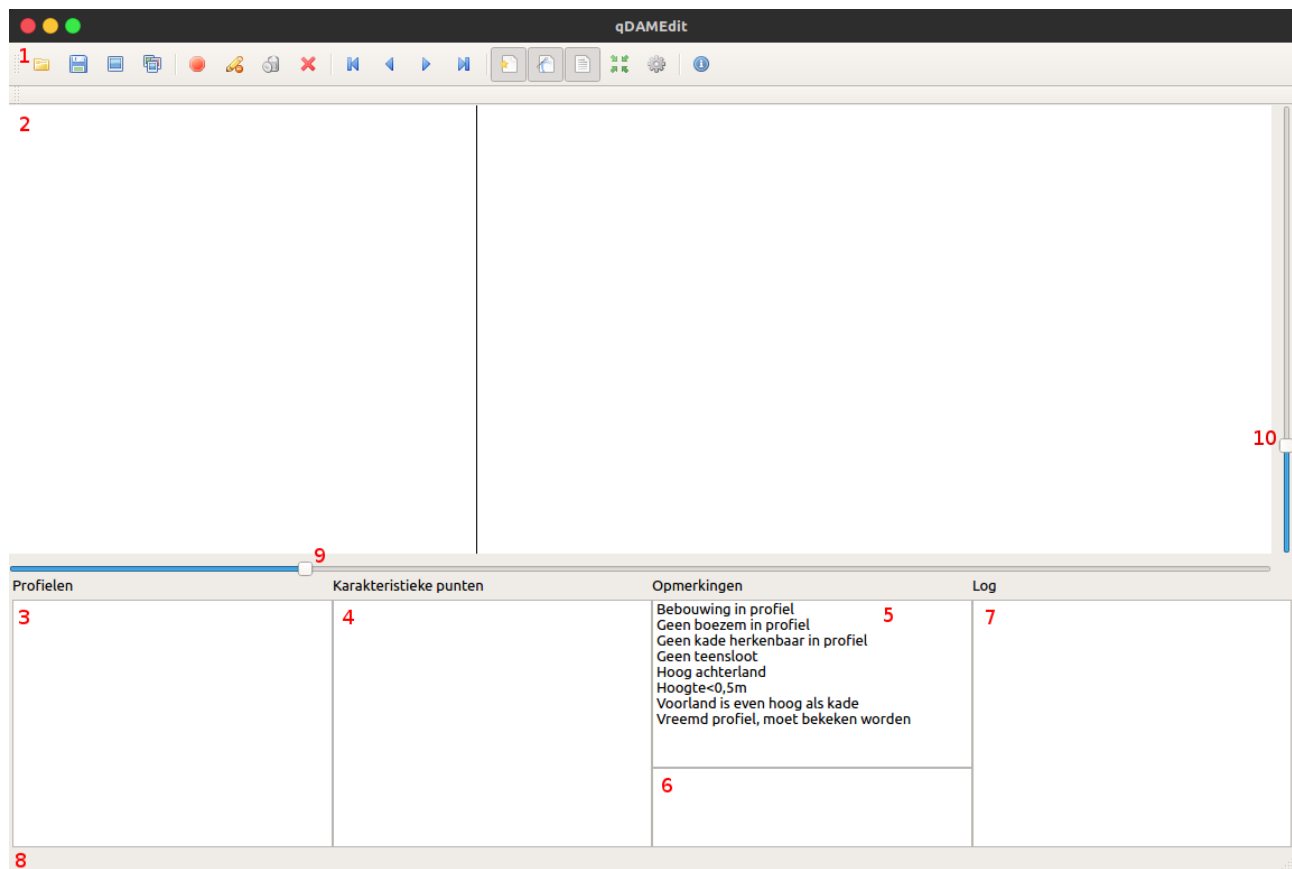 qDAMEdit
1
2
10
9
Profielen
Karakteristieke punten
Opmerkingen
Log
3
4
Bebouwing in profiel
5
Geen boezem in profiel
Geen kade herkenbaar in profiel
Geen teensloot
Hoog achterland
Hoogte<0,5m
Voorland is even hoog als kade
Vreemd profiel, moet bekeken worden
7
6
8